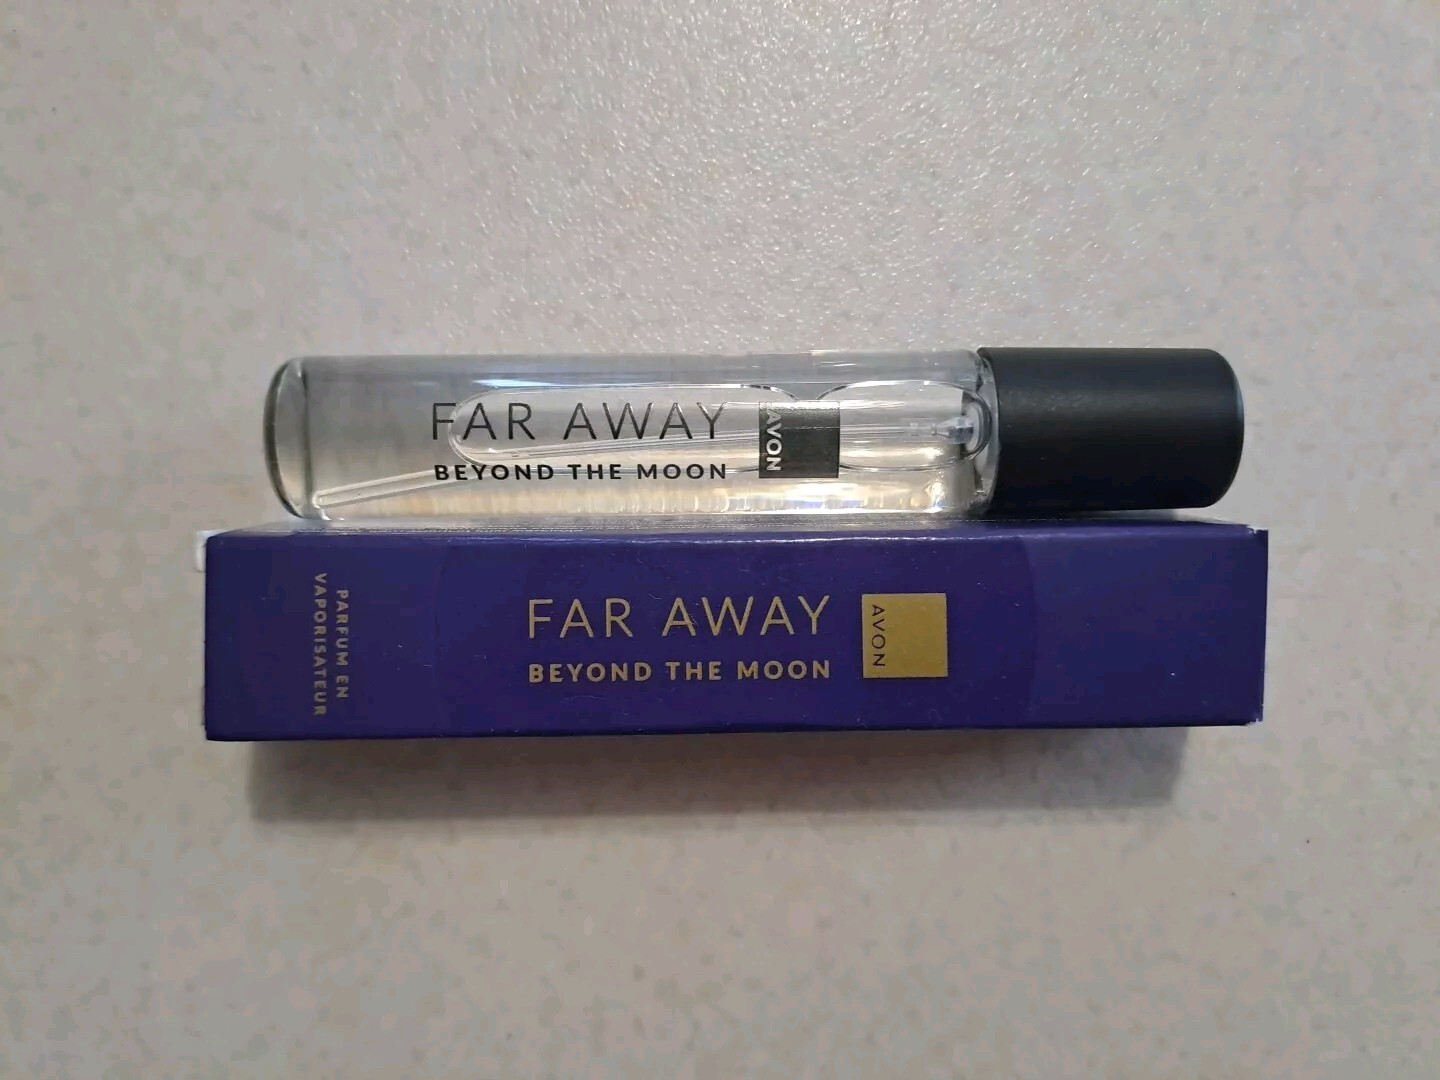 FAR AWAY
BEYOND THE MOON
AVON
PARFUM EN
VAPORISATEUR
FAR AWAY
BEYOND THE MOON
AVON